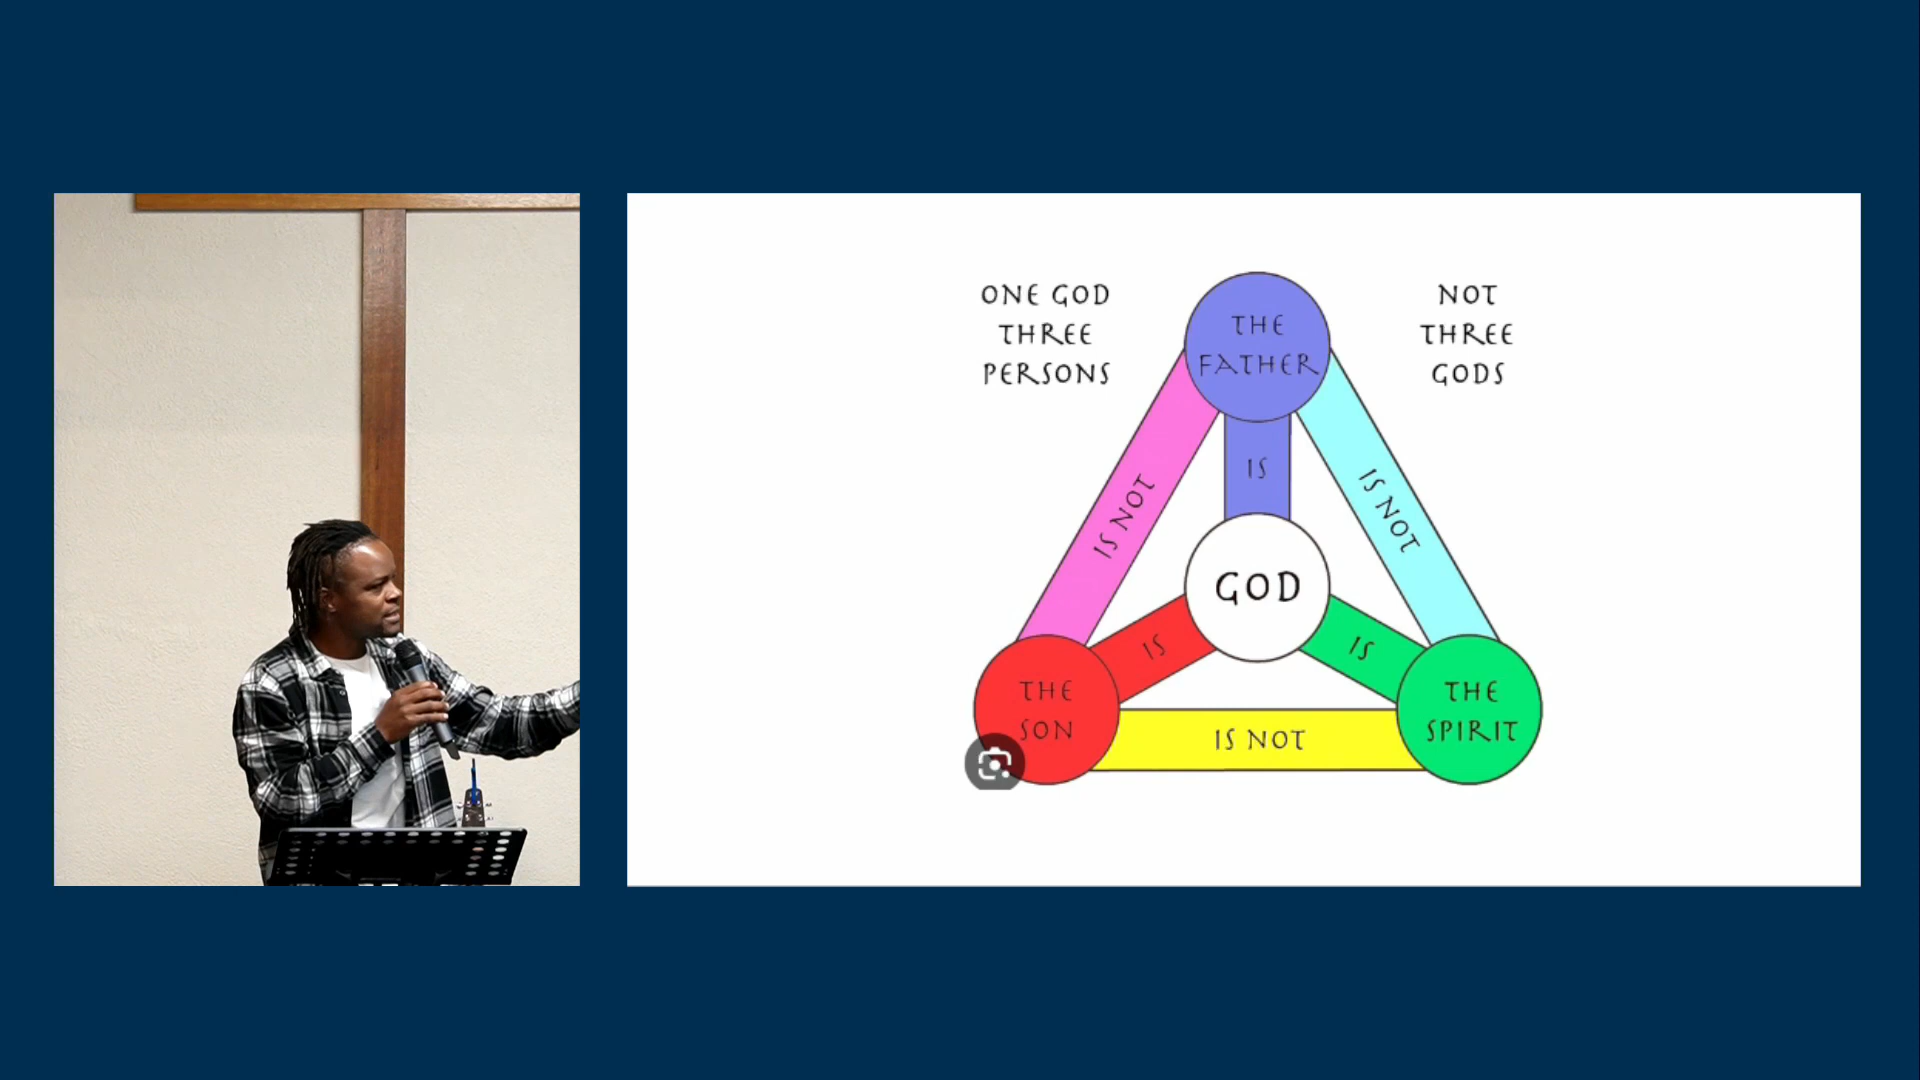 ONE GOD
THREE
PERSONS
NOT
THREE
GODS
THE
FATHER
IS NOT
IS
IS NOT
GOD
IS
IS
THE
SON
IS NOT
THE
SPIRIT